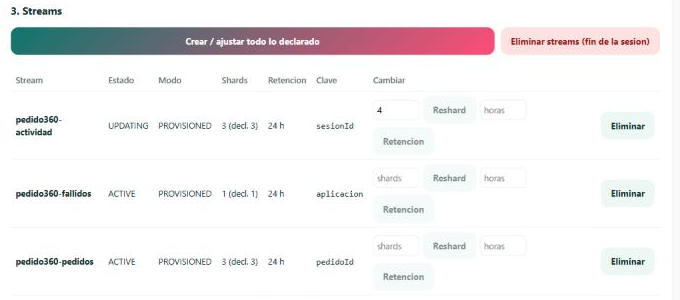 3. Streams
Crear / ajustar todo lo declarado
Eliminar streams (fin de la sesion)
Stream Estado Modo Shards Retencion Clave Cambiar
pedido360-actividad UPDATING PROVISIONED 3 (decl. 3) 24 h sesionId 4 Reshard horas Eliminar
Retencion
pedido360-fallidos ACTIVE PROVISIONED 1 (decl. 1) 24 h aplicacion shards Reshard horas Eliminar
Retencion
pedido360-pedidos ACTIVE PROVISIONED 3 (decl. 3) 24 h pedidoId shards Reshard horas Eliminar
Retencion